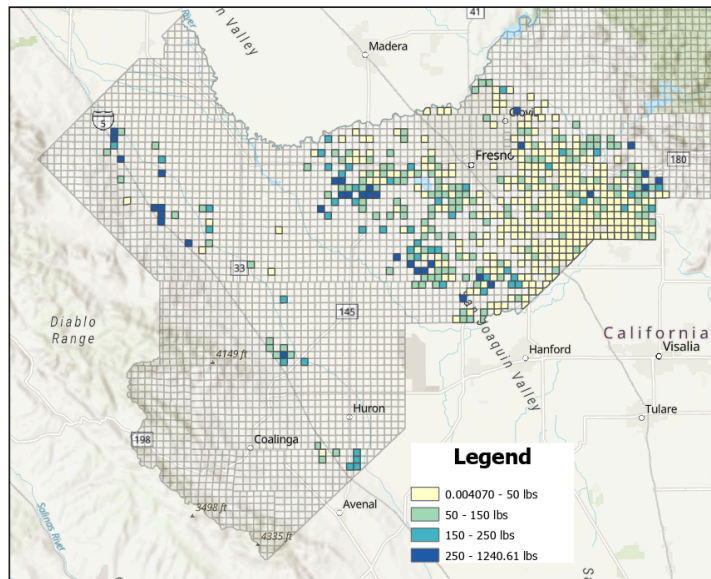 41
River
n Valley
Madera
5
Fresno
180
33
145
Diablo
Range
San Joaquin Valley
California
4149 ft
Hanford
Visalia
Huron
Tulare
198
Coalinga
Legend
0.004070 - 50 lbs
50 - 150 lbs
150 - 250 lbs
250 - 1240.61 lbs
Avenal
3498 ft
4335 ft
Salinas
River